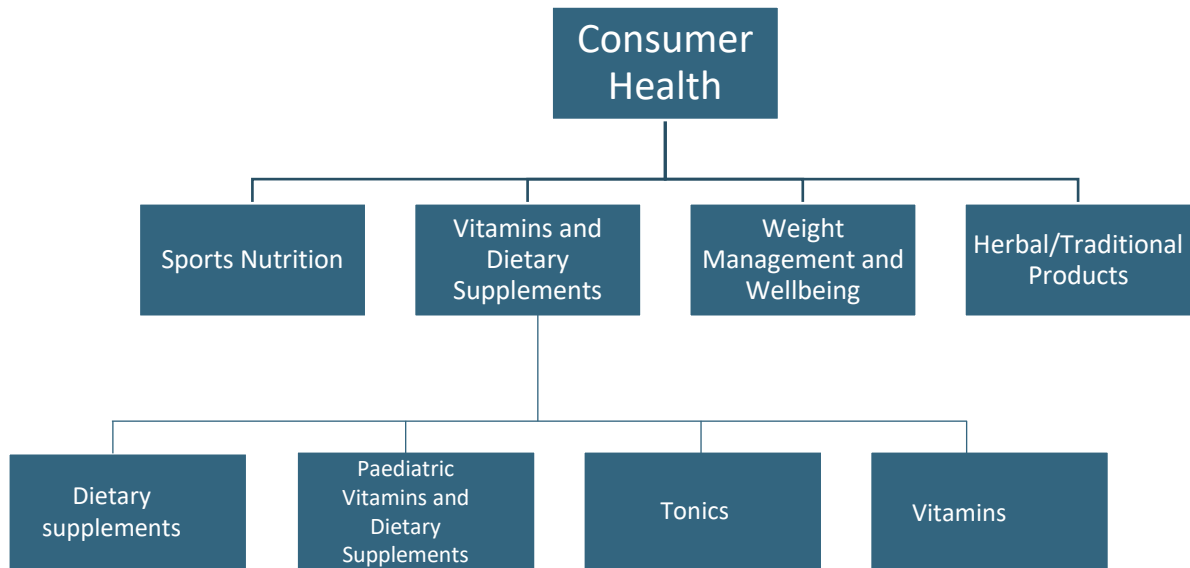 Consumer
Health
Sports Nutrition
Vitamins and
Dietary
Supplements
Weight
Management and
Wellbeing
Herbal/Traditional
Products
Dietary
supplements
Paediatric
Vitamins and
Dietary
Supplements
Tonics
Vitamins